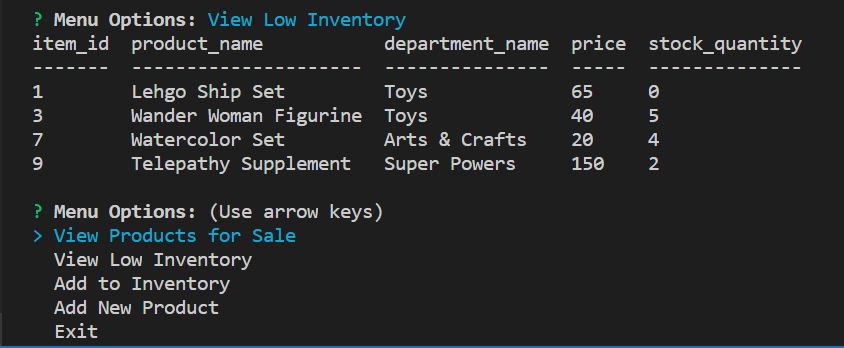 ? Menu Options: View Low Inventory
item_id  product_name           department_name  price  stock_quantity
-------  ---------------------  ---------------  -----  --------------
1        Lehgo Ship Set         Toys             65     0
3        Wander Woman Figurine  Toys             40     5
7        Watercolor Set         Arts & Crafts    20     4
9        Telepathy Supplement   Super Powers     150    2
? Menu Options: (Use arrow keys)
> View Products for Sale
  View Low Inventory
  Add to Inventory
  Add New Product
  Exit